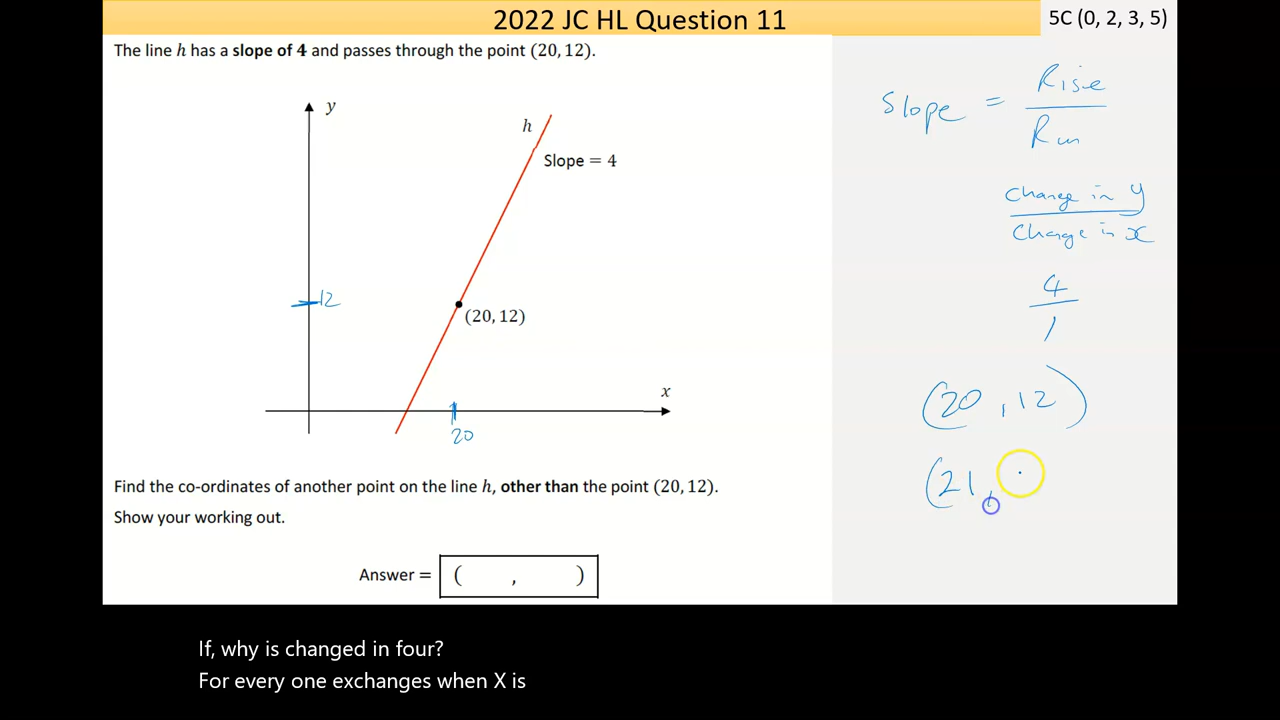 2022 JC HL Question 11
5C (0, 2, 3, 5)
The line h has a slope of 4 and passes through the point (20, 12).
y
h
Slope = 4
12
(20, 12)
x
20
Find the co-ordinates of another point on the line h, other than the point (20, 12).
Show your working out.
Answer = ( , )
Slope = Rise
Run
Change in y
Change in x
4
1
(20, 12)
(21,
If, why is changed in four?
For every one exchanges when X is